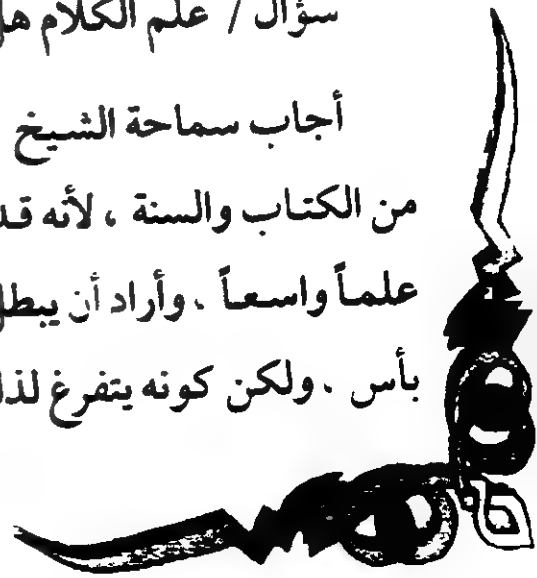 سؤال / علم الكلام هل
أجاب سماحة الشيخ
من الكتاب والسنة ، لأنه قد
علماً واسعاً . وأراد أن يبطل
بأس . ولكن كونه يتفرغ لذلك